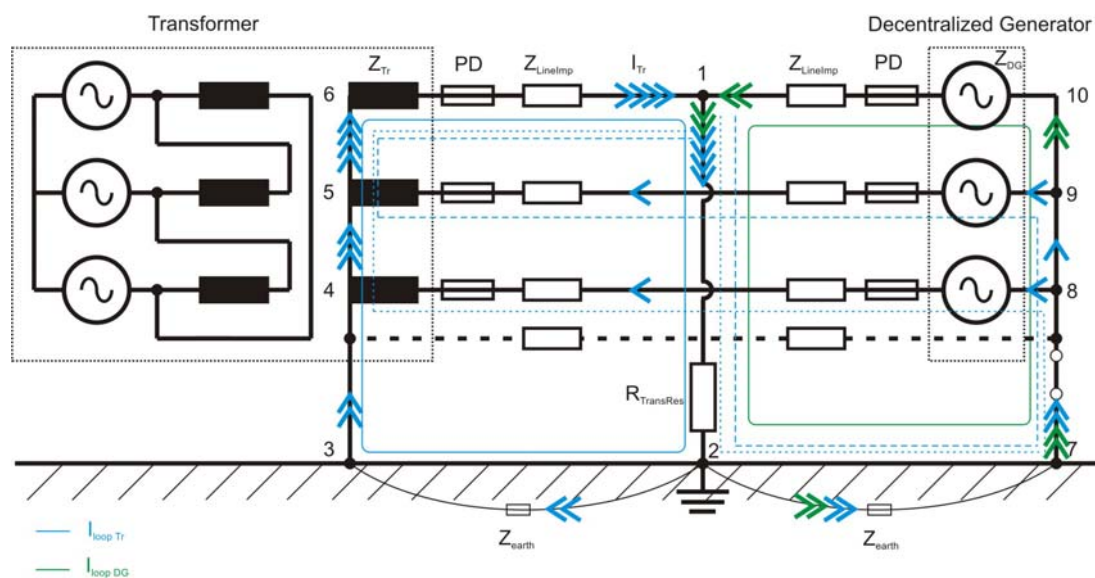 Transformer
Decentralized Generator
6 Z_Tr PD Z_LineImp I_Tr 1 Z_LineImp PD Z_DG 10
5 9
4 8
R_TransRes
3 2 7
Z_earth Z_earth
I_loop Tr
I_loop DG